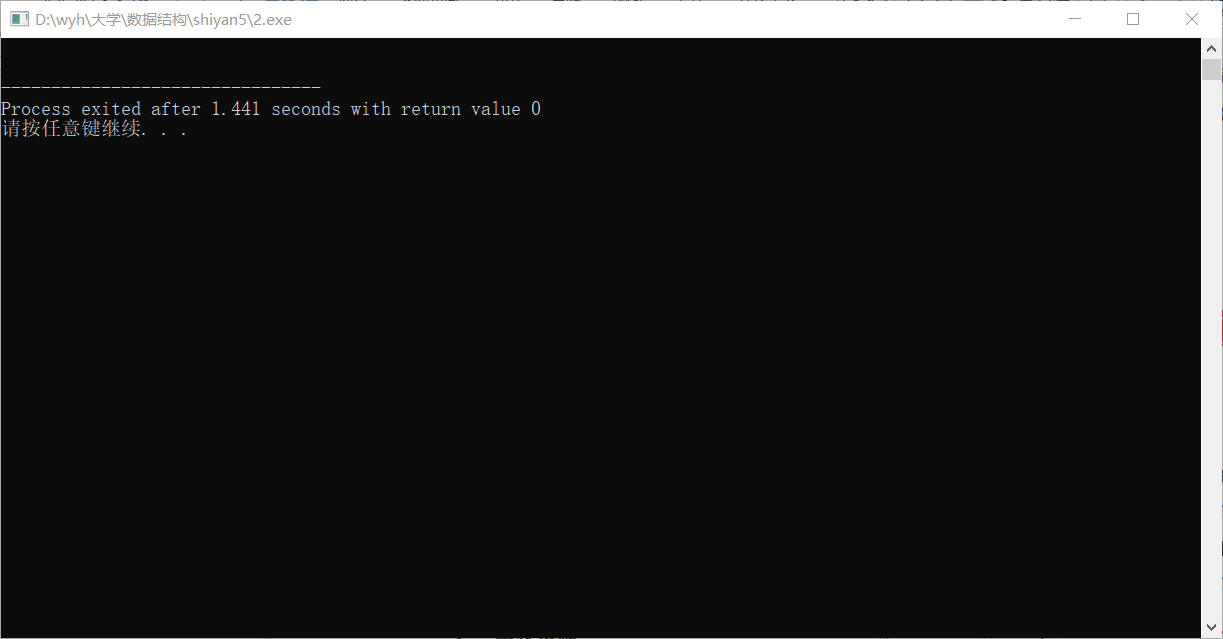 D:\wyh\大学\数据结构\shiyan5\2.exe
--------------------------------
Process exited after 1.441 seconds with return value 0
请按任意键继续. . .